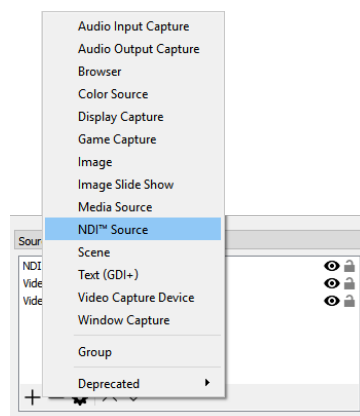 Audio Input Capture
Audio Output Capture
Browser
Color Source
Display Capture
Game Capture
Image
Image Slide Show
Media Source
NDI™ Source
Scene
Text (GDI+)
Video Capture Device
Window Capture
Group
Deprecated
Sour
NDI
Vide
Vide